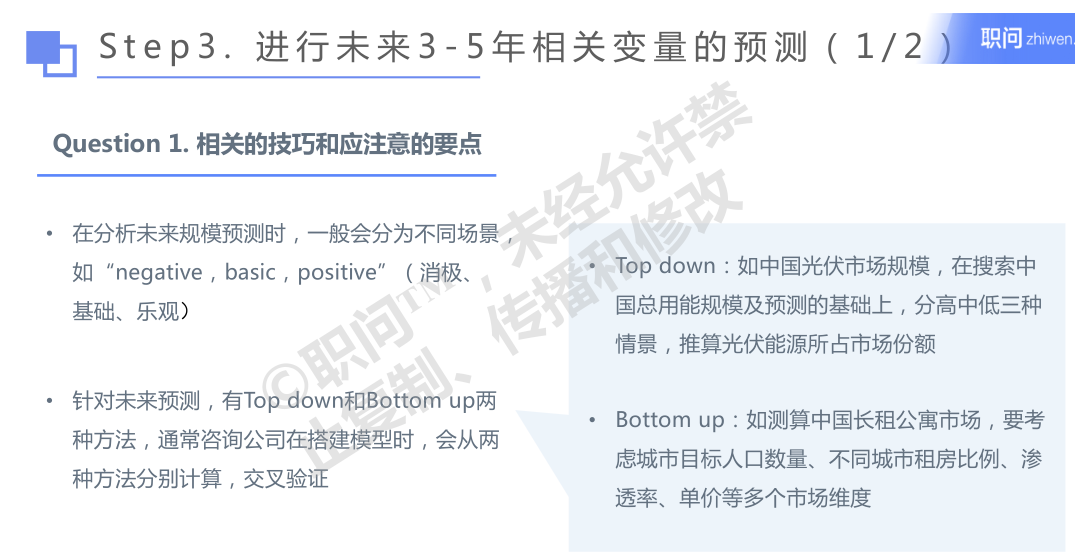 Step3. 进行未来3-5年相关变量的预测（1/2）
职问 zhiwen.
Question 1. 相关的技巧和应注意的要点
• 在分析未来规模预测时，一般会分为不同场景，
如“negative，basic，positive”（消极、
基础、乐观）
• 针对未来预测，有Top down和Bottom up两
种方法，通常咨询公司在搭建模型时，会从两
种方法分别计算，交叉验证
• Top down：如中国光伏市场规模，在搜索中
国总用能规模及预测的基础上，分高中低三种
情景，推算光伏能源所占市场份额
• Bottom up：如测算中国长租公寓市场，要考
虑城市目标人口数量、不同城市租房比例、渗
透率、单价等多个市场维度
©职问™，未经允许禁
止复制、传播和修改